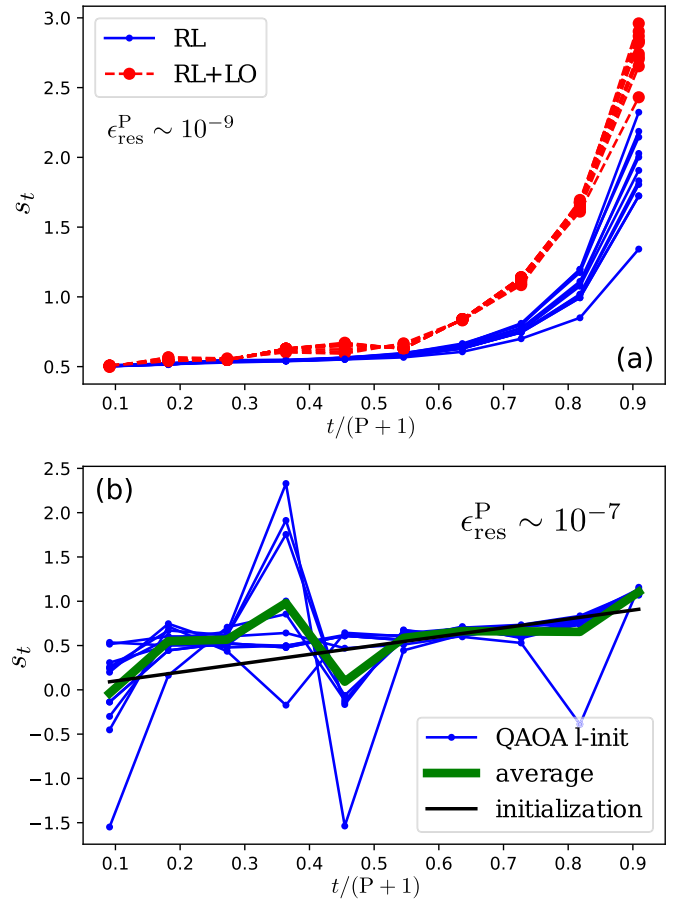 3.0
2.5
2.0
1.5
1.0
0.5
s_t
RL
RL+LO
ϵ_res^P ∼ 10^−9
(a)
0.1 0.2 0.3 0.4 0.5 0.6 0.7 0.8 0.9
t/(P + 1)
(b)
2.5
2.0
1.5
1.0
0.5
0.0
−0.5
−1.0
−1.5
s_t
ϵ_res^P ∼ 10^−7
QAOA l-init
average
initialization
0.1 0.2 0.3 0.4 0.5 0.6 0.7 0.8 0.9
t/(P + 1)